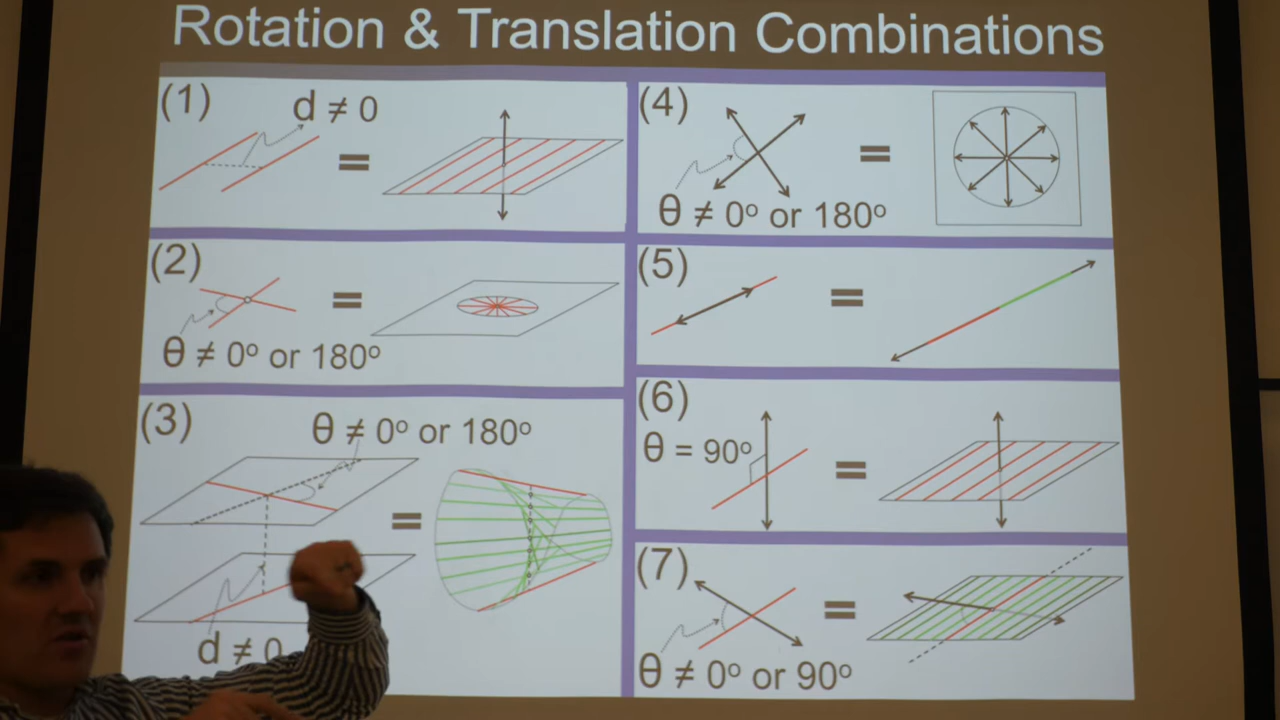 Rotation & Translation Combinations
(1)
d ≠ 0
=
(2)
=
θ ≠ 0º or 180º
(3)
θ ≠ 0º or 180º
=
d ≠ 0
(4)
=
θ ≠ 0º or 180º
(5)
=
(6)
θ = 90º
=
(7)
=
θ ≠ 0º or 90º